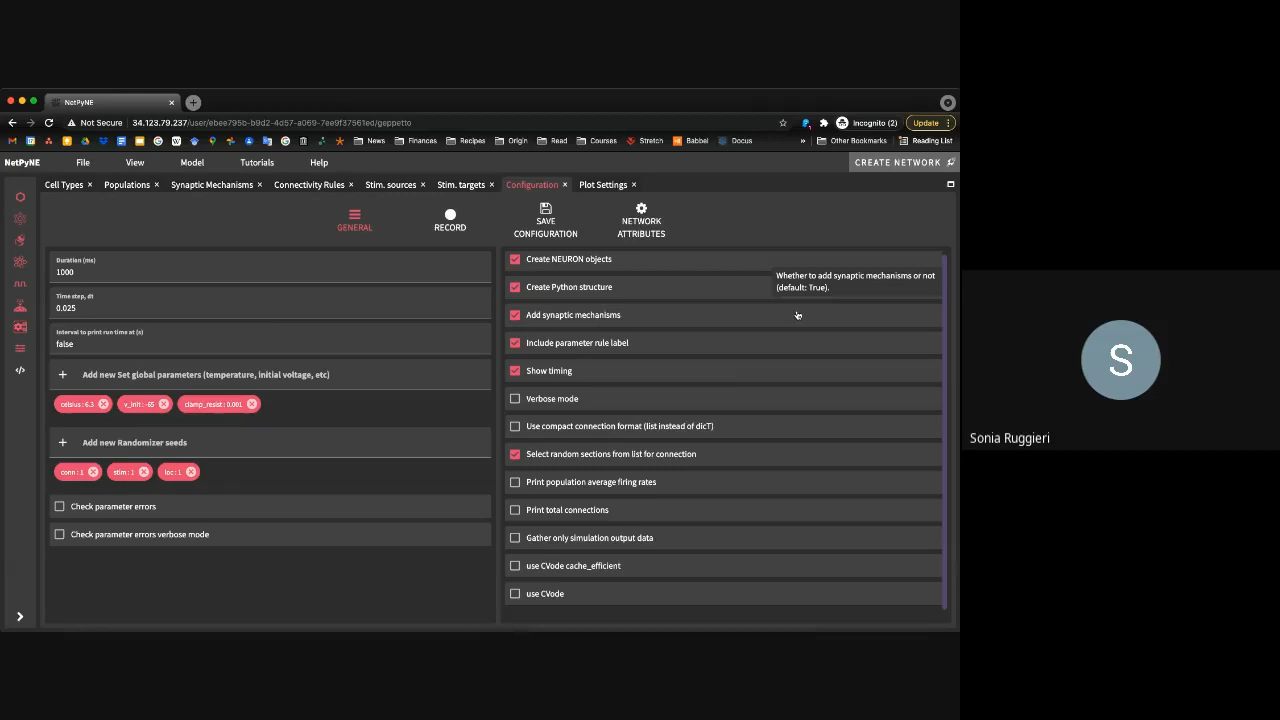 NetPyNE
Not Secure 34.123.79.237/user/ebee795b-b9d2-4d57-a069-7ee9f37561ed/geppetto
Incognito (2)
Update
News Finances Recipes Origin Read Courses Stretch Babbel Docus » Other Bookmarks Reading List
NetPyNE File View Model Tutorials Help CREATE NETWORK
Cell Types Populations Synaptic Mechanisms Connectivity Rules Stim. sources Stim. targets Configuration Plot Settings
GENERAL
RECORD
SAVE
CONFIGURATION
NETWORK
ATTRIBUTES
Duration (ms)
1000
Time step, dt
0.025
Interval to print run time at (s)
false
Add new Set global parameters (temperature, initial voltage, etc)
celsius : 6.3 v_init : -65 clamp_resist : 0.001
Add new Randomizer seeds
conn : 1 stim : 1 loc : 1
Check parameter errors
Check parameter errors verbose mode
Create NEURON objects
Create Python structure
Whether to add synaptic mechanisms or not
(default: True).
Add synaptic mechanisms
Include parameter rule label
Show timing
Verbose mode
Use compact connection format (list instead of dicT)
Select random sections from list for connection
Print population average firing rates
Print total connections
Gather only simulation output data
use CVode cache_efficient
use CVode
S
Sonia Ruggieri